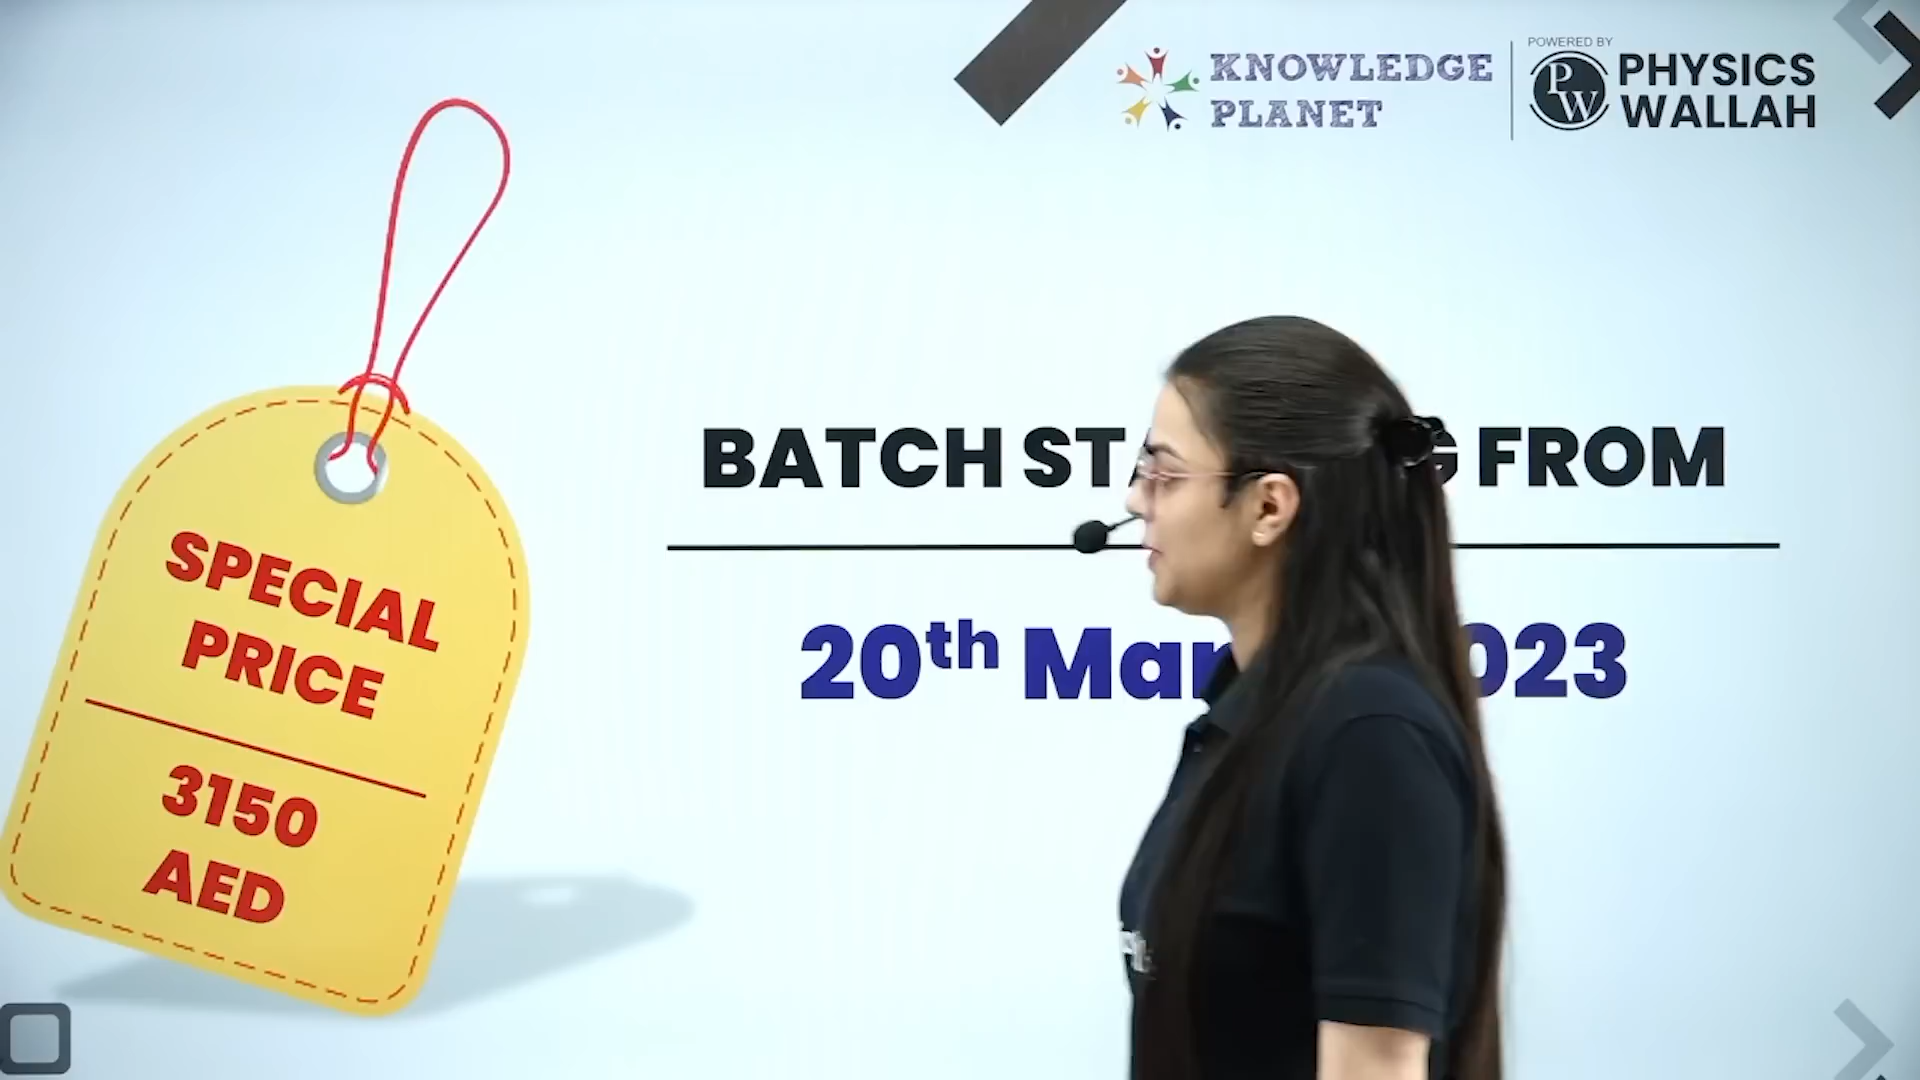 KNOWLEDGE
PLANET
POWERED BY
PW
PHYSICS
WALLAH
BATCH FROM
20th 
SPECIAL
PRICE
3150
AED